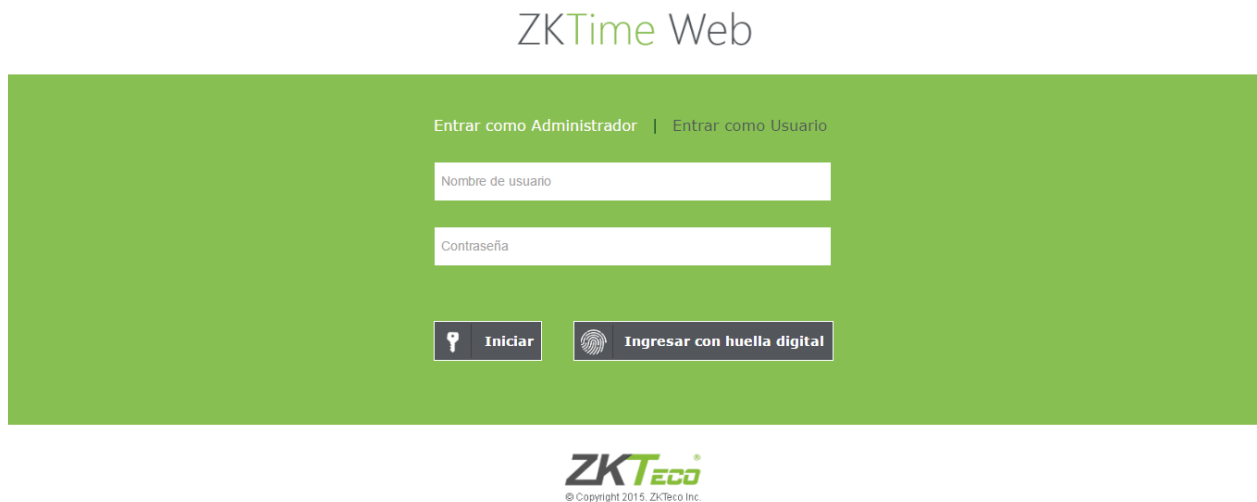 ZKTime Web
Entrar como Administrador | Entrar como Usuario
Nombre de usuario
Contraseña
Iniciar
Ingresar con huella digital
ZKTECO®
© Copyright 2015. ZKTeco Inc.